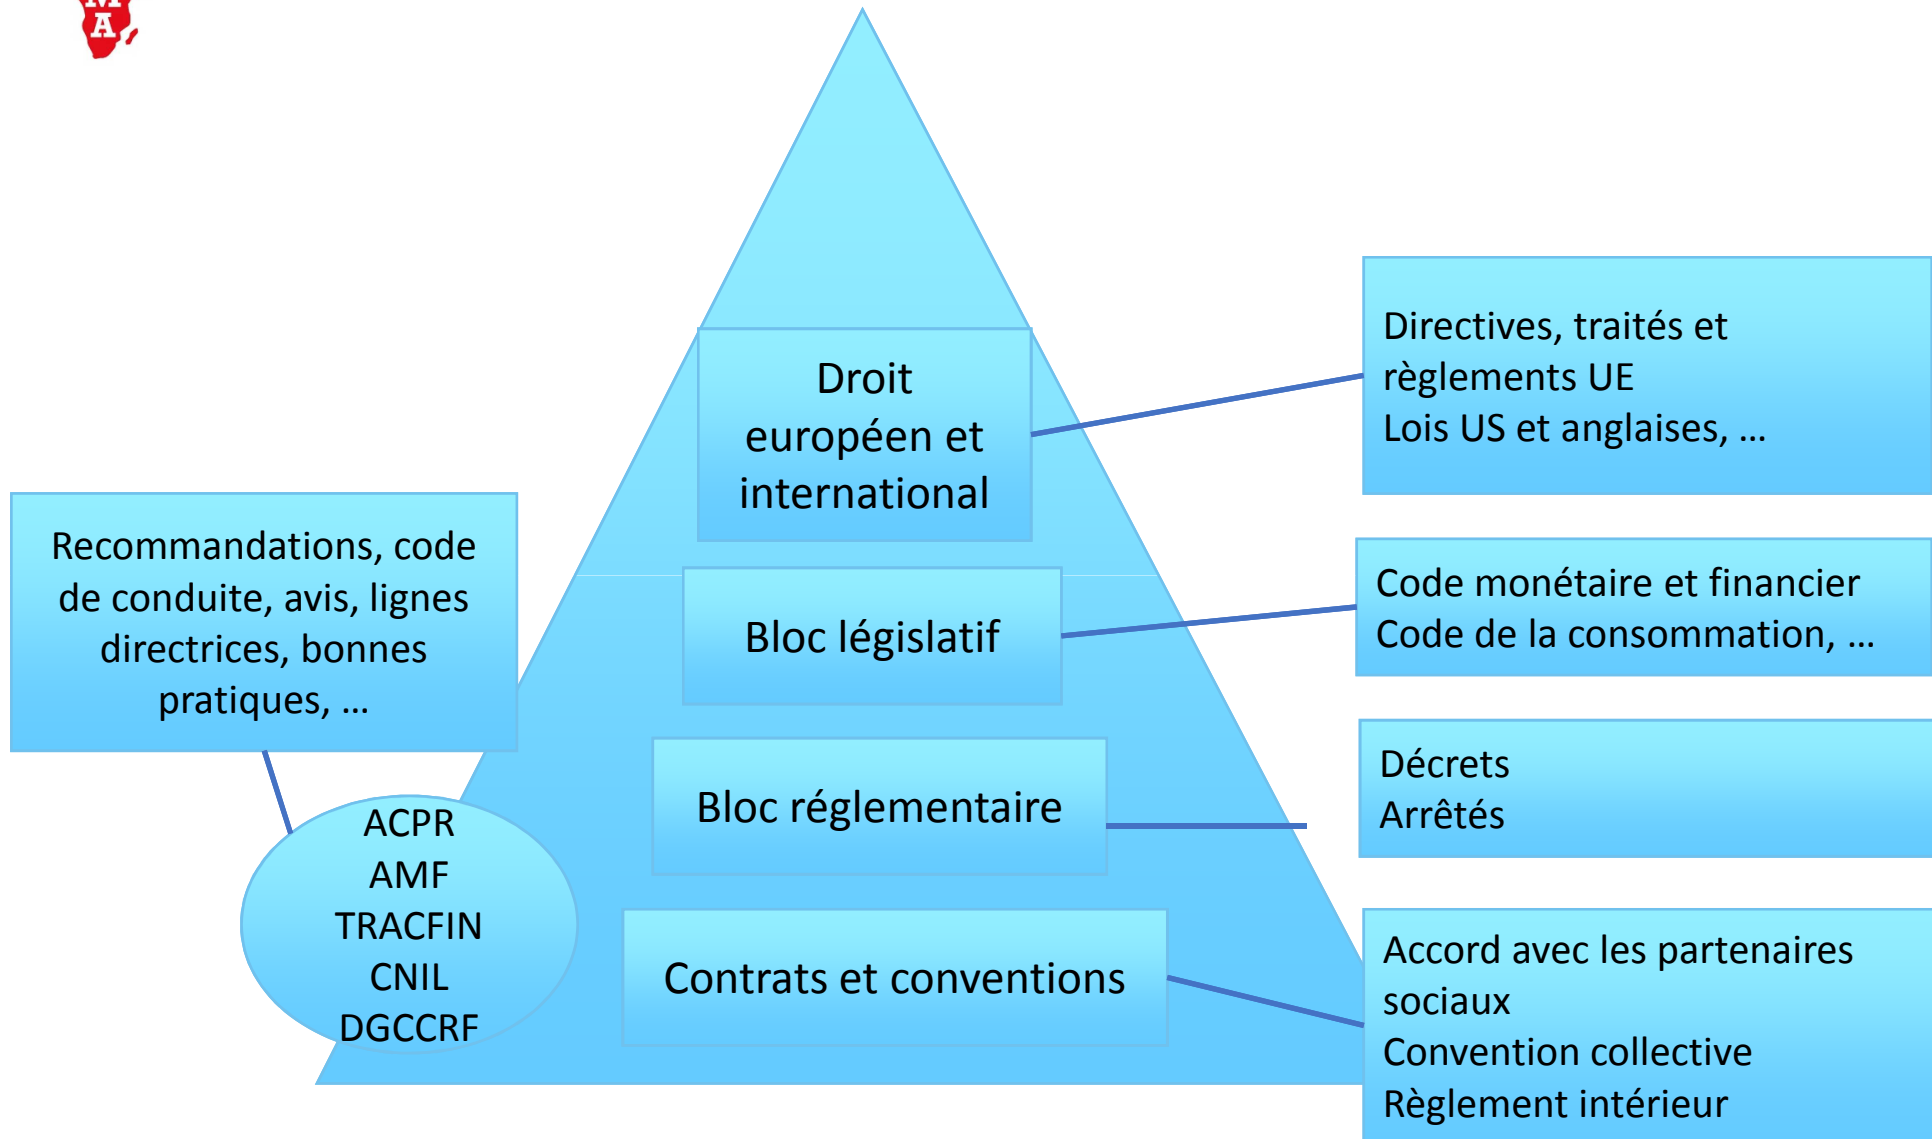 M
A
Droit
européen et
international
Directives, traités et
règlements UE
Lois US et anglaises, ...
Recommandations, code
de conduite, avis, lignes
directrices, bonnes
pratiques, ...
Bloc législatif
Code monétaire et financier
Code de la consommation, ...
Bloc réglementaire
Décrets
Arrêtés
ACPR
AMF
TRACFIN
CNIL
DGCCRF
Contrats et conventions
Accord avec les partenaires
sociaux
Convention collective
Règlement intérieur